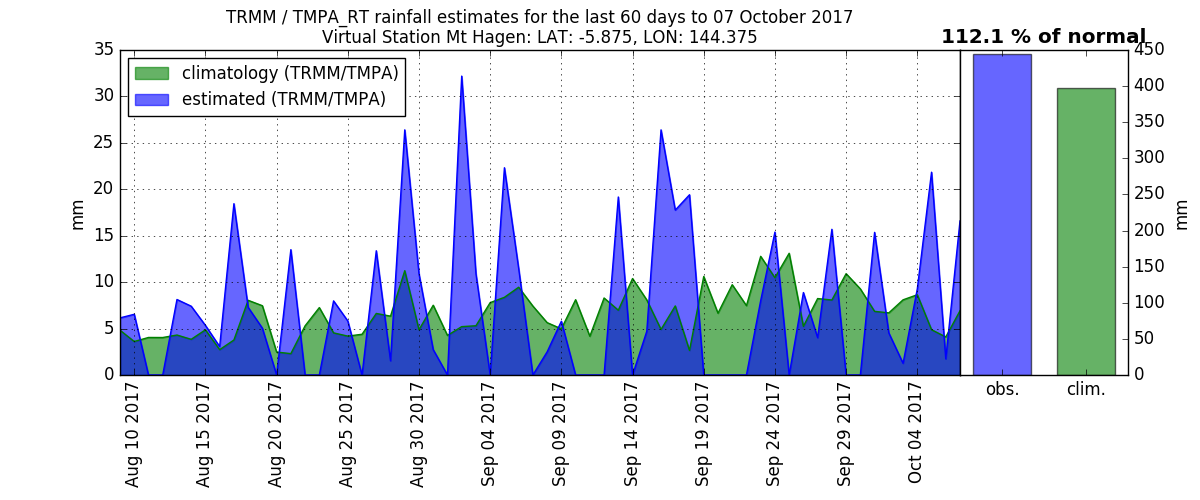 TRMM / TMPA_RT rainfall estimates for the last 60 days to 07 October 2017
Virtual Station Mt Hagen: LAT: -5.875, LON: 144.375
112.1 % of normal
climatology (TRMM/TMPA)
estimated (TRMM/TMPA)
mm
35
30
25
20
15
10
5
0
Aug 10 2017
Aug 15 2017
Aug 20 2017
Aug 25 2017
Aug 30 2017
Sep 04 2017
Sep 09 2017
Sep 14 2017
Sep 19 2017
Sep 24 2017
Sep 29 2017
Oct 04 2017
obs.
clim.
450
400
350
300
250
200
150
100
50
0
mm